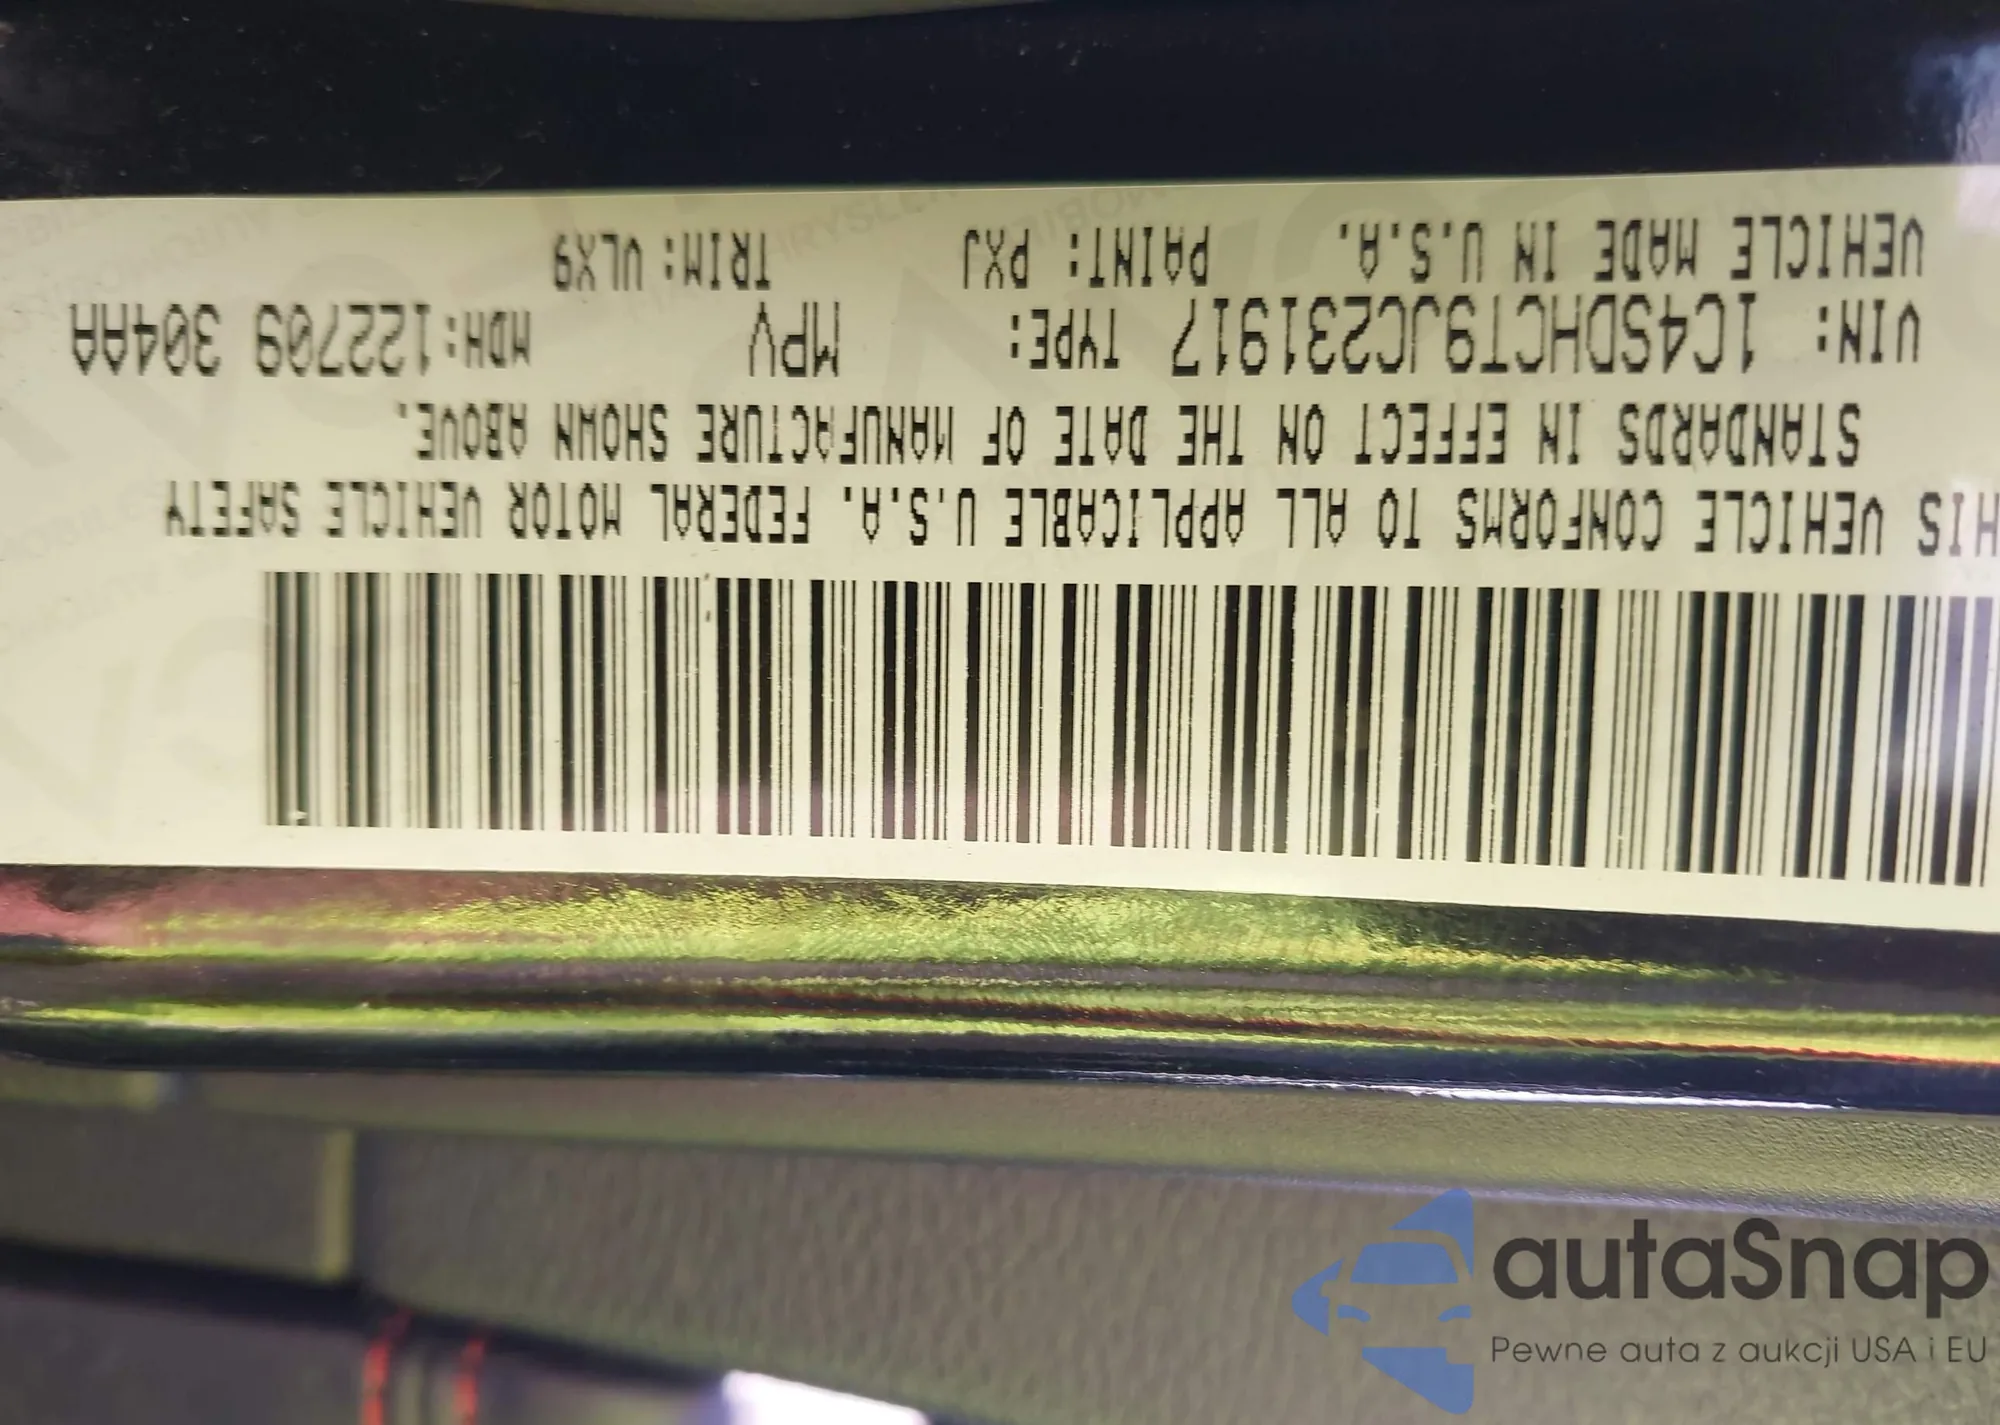 HIS VEHICLE CONFORMS TO ALL APPLICABLE U.S.A. FEDERAL MOTOR VEHICLE SAFETY
STANDARDS IN EFFECT ON THE DATE OF MANUFACTURE SHOWN ABOVE.
VIN: 1C4SDHCT9JC231917 TYPE: MPV MDH:122709 304AA
VEHICLE MADE IN U.S.A. PAINT: PXJ TRIM:VLX9
autaSnap
Pewne auta z aukcji USA i EU